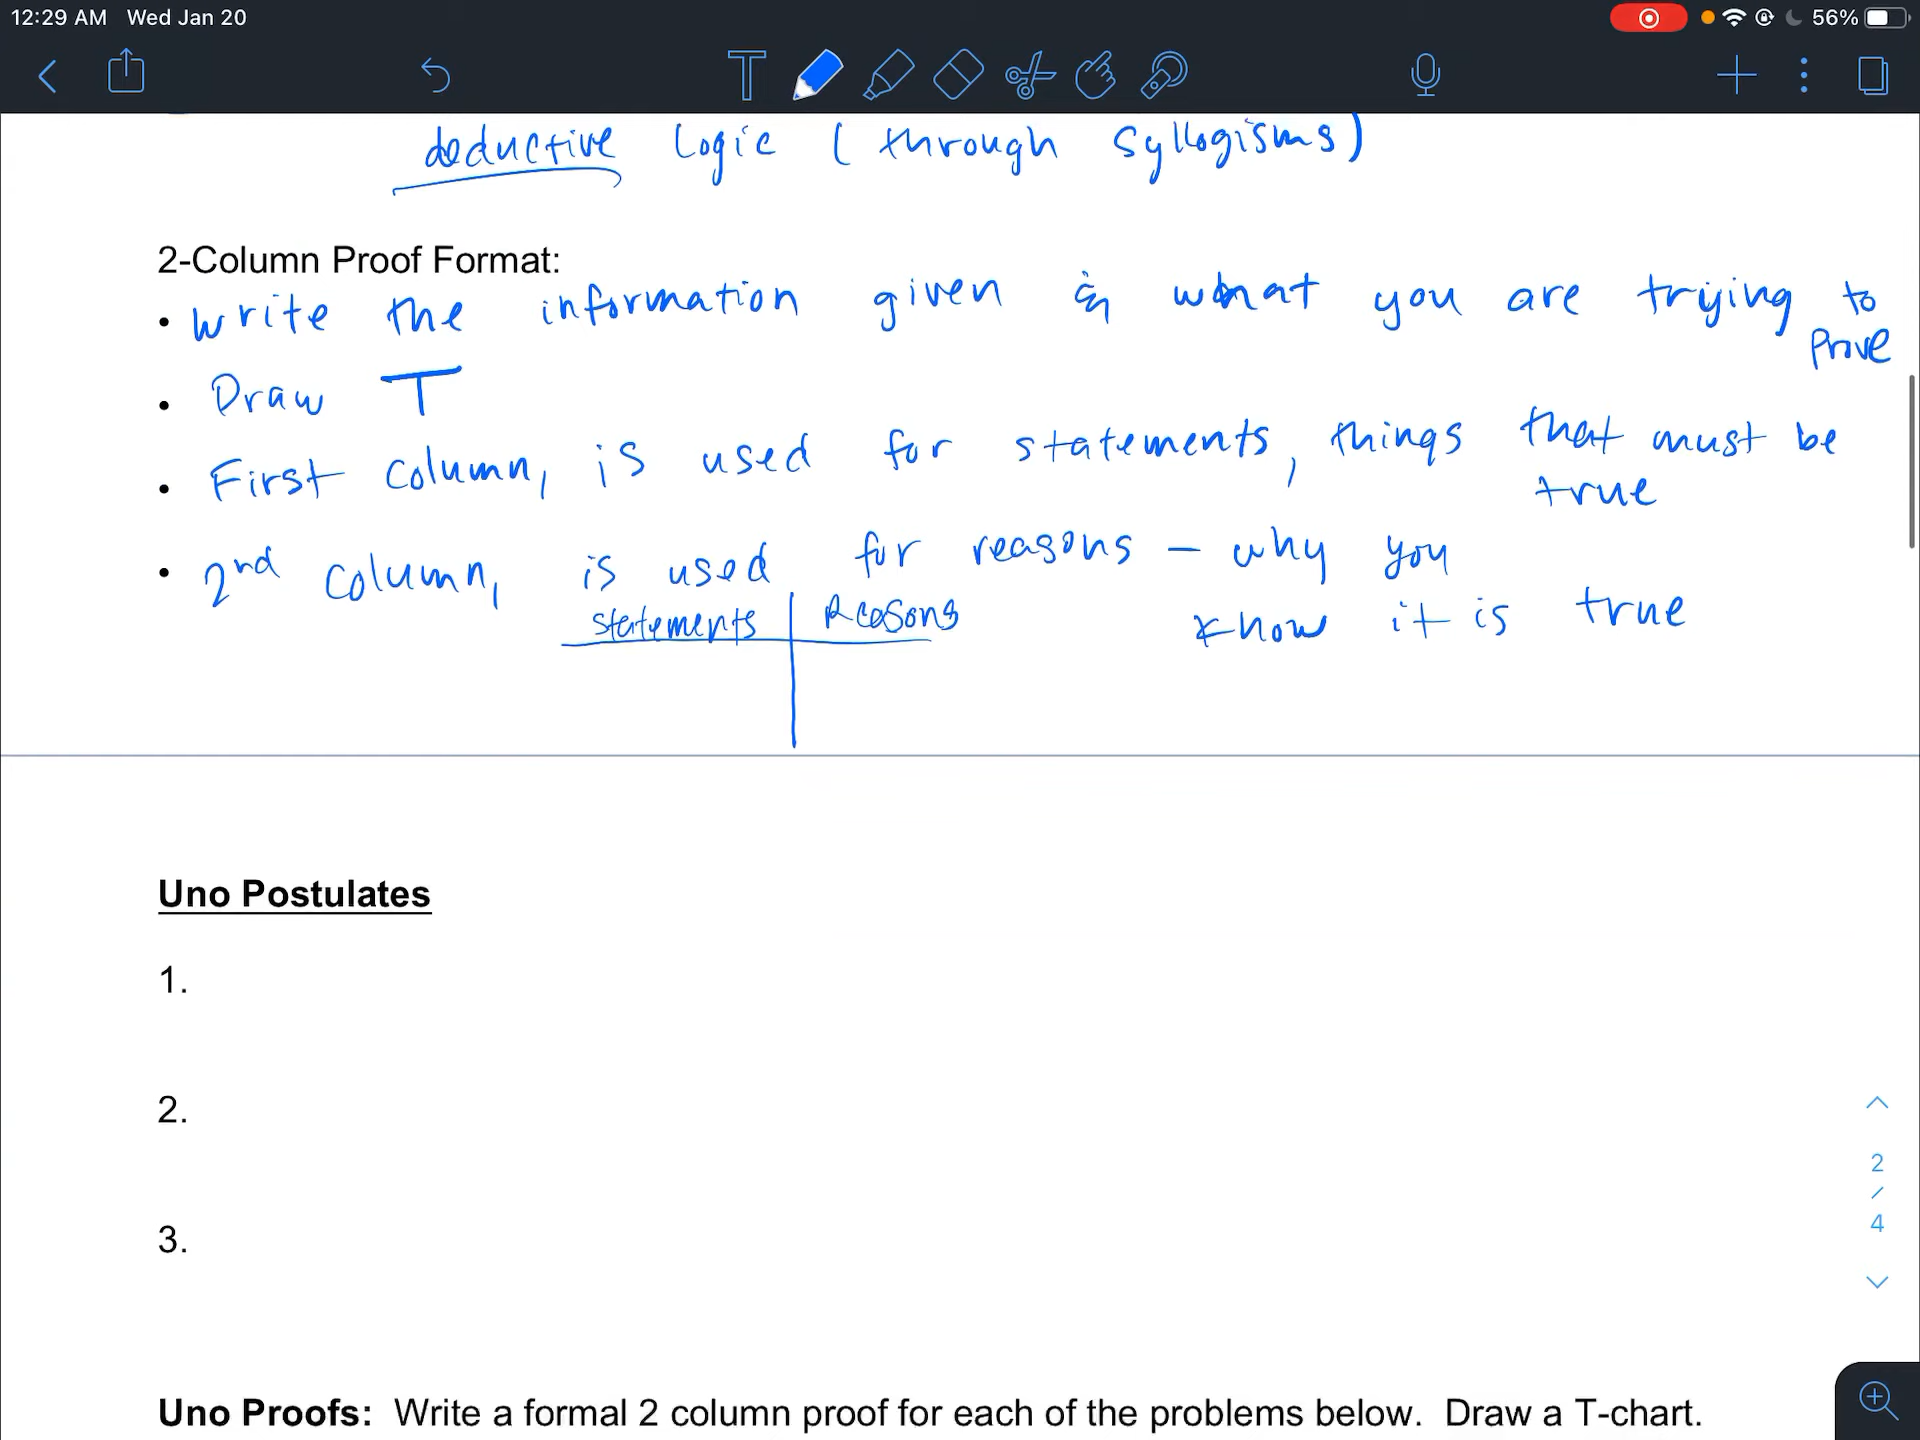 12:29 AM Wed Jan 20
56%
deductive logic (through syllogisms)
2-Column Proof Format:
• Write the information given & what you are trying to
prove
• Draw T
• First column, is used for statements, things that must be
true
• 2nd column, is used for reasons - why you
know it is true
statements Reasons
Uno Postulates
1.
2.
3.
2
/
4
Uno Proofs: Write a formal 2 column proof for each of the problems below. Draw a T-chart.